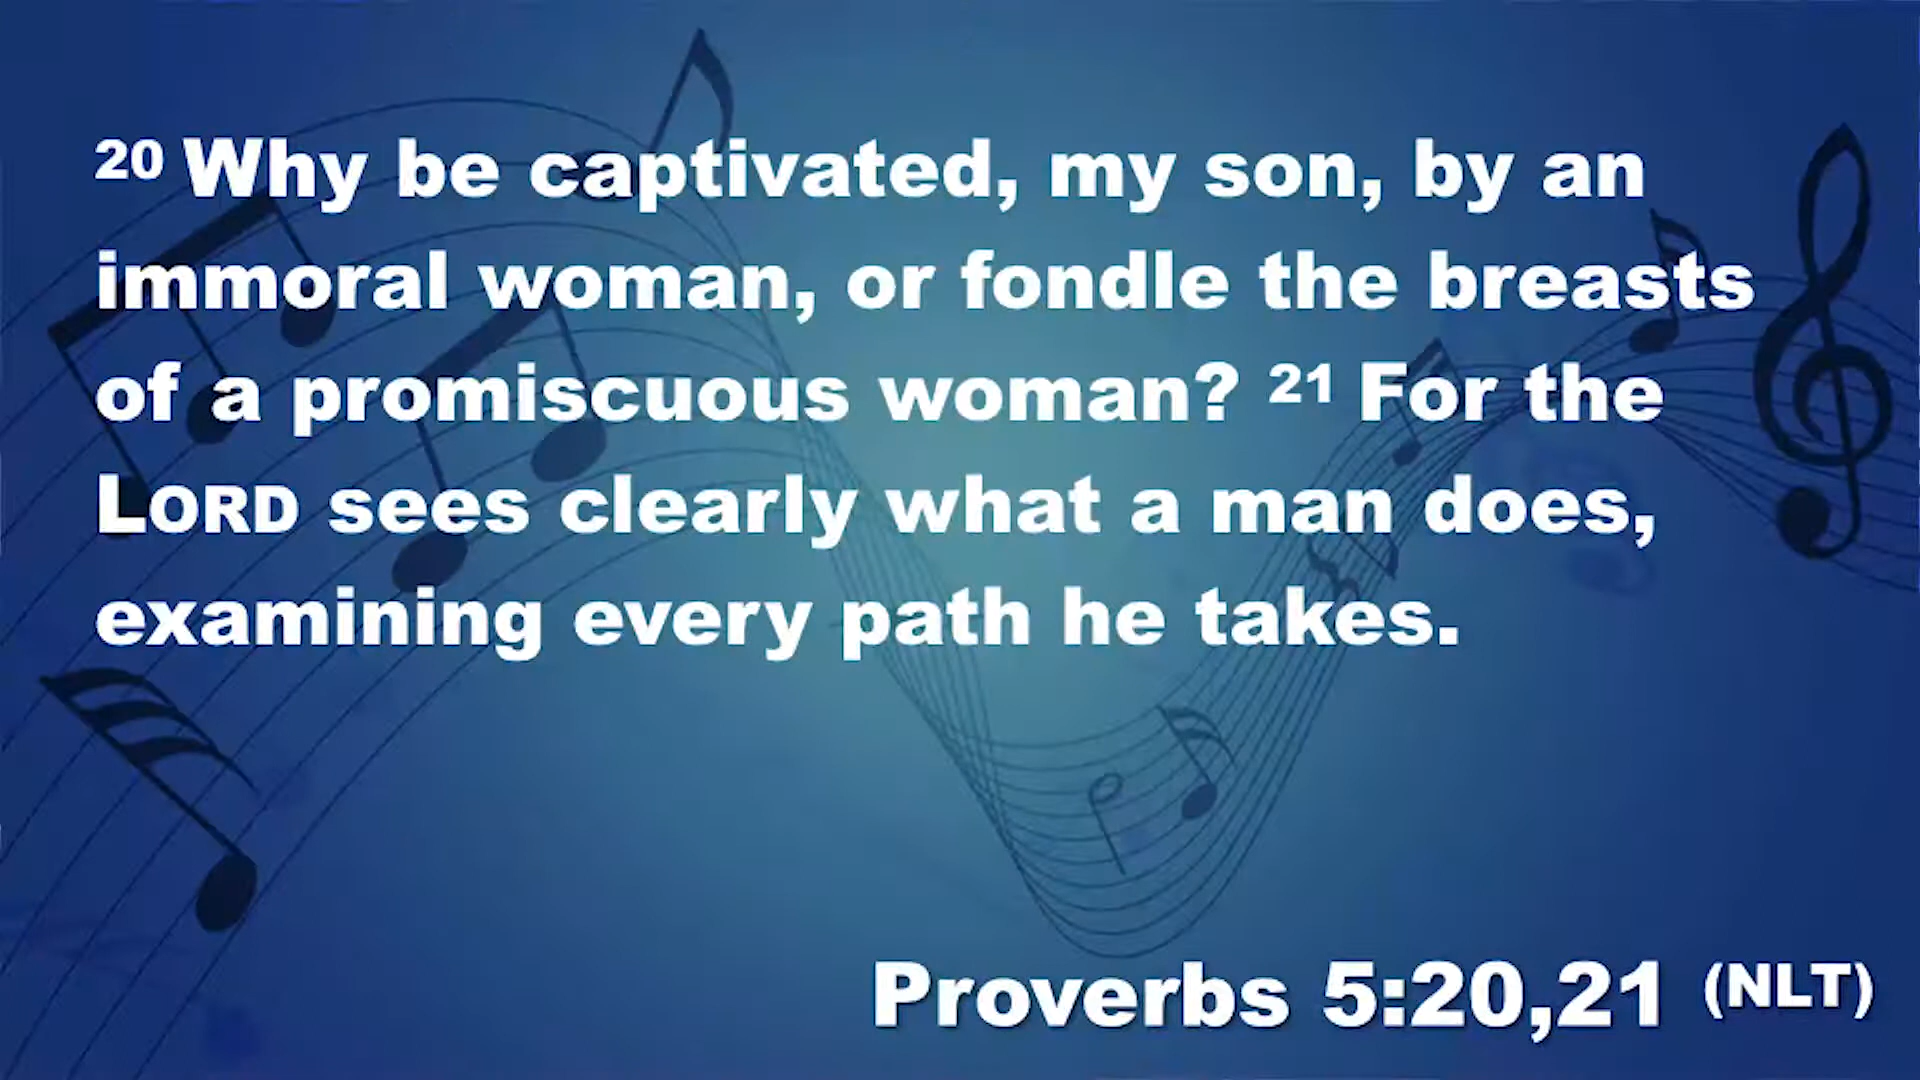 20 Why be captivated, my son, by an
immoral woman, or fondle the breasts
of a promiscuous woman? 21 For the
LORD sees clearly what a man does,
examining every path he takes.
Proverbs 5:20,21 (NLT)